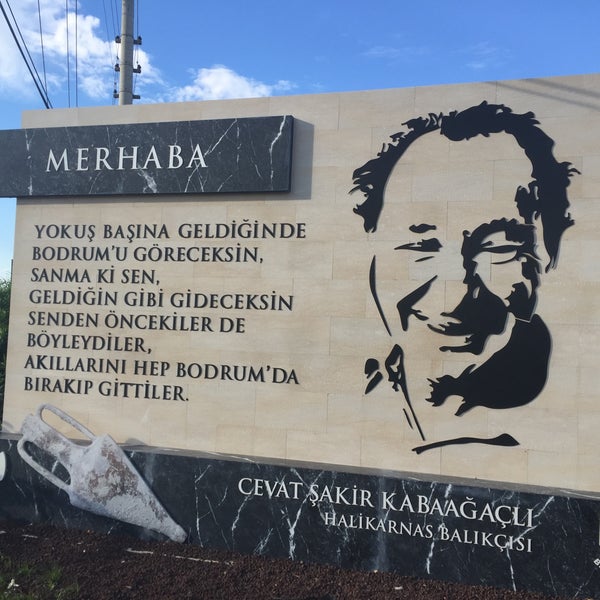 MERHABA
YOKUŞ BAŞINA GELDİĞİNDE
BODRUM'U GÖRECEKSİN,
SANMA Kİ SEN,
GELDİĞİN GİBİ GİDECEKSİN
SENDEN ÖNCEKİLER DE
BÖYLEYDİLER,
AKILLARINI HEP BODRUM'DA
BIRAKIP GİTTİLER.
CEVAT ŞAKİR KABAAĞAÇLI
HALİKARNAS BALIKÇISI